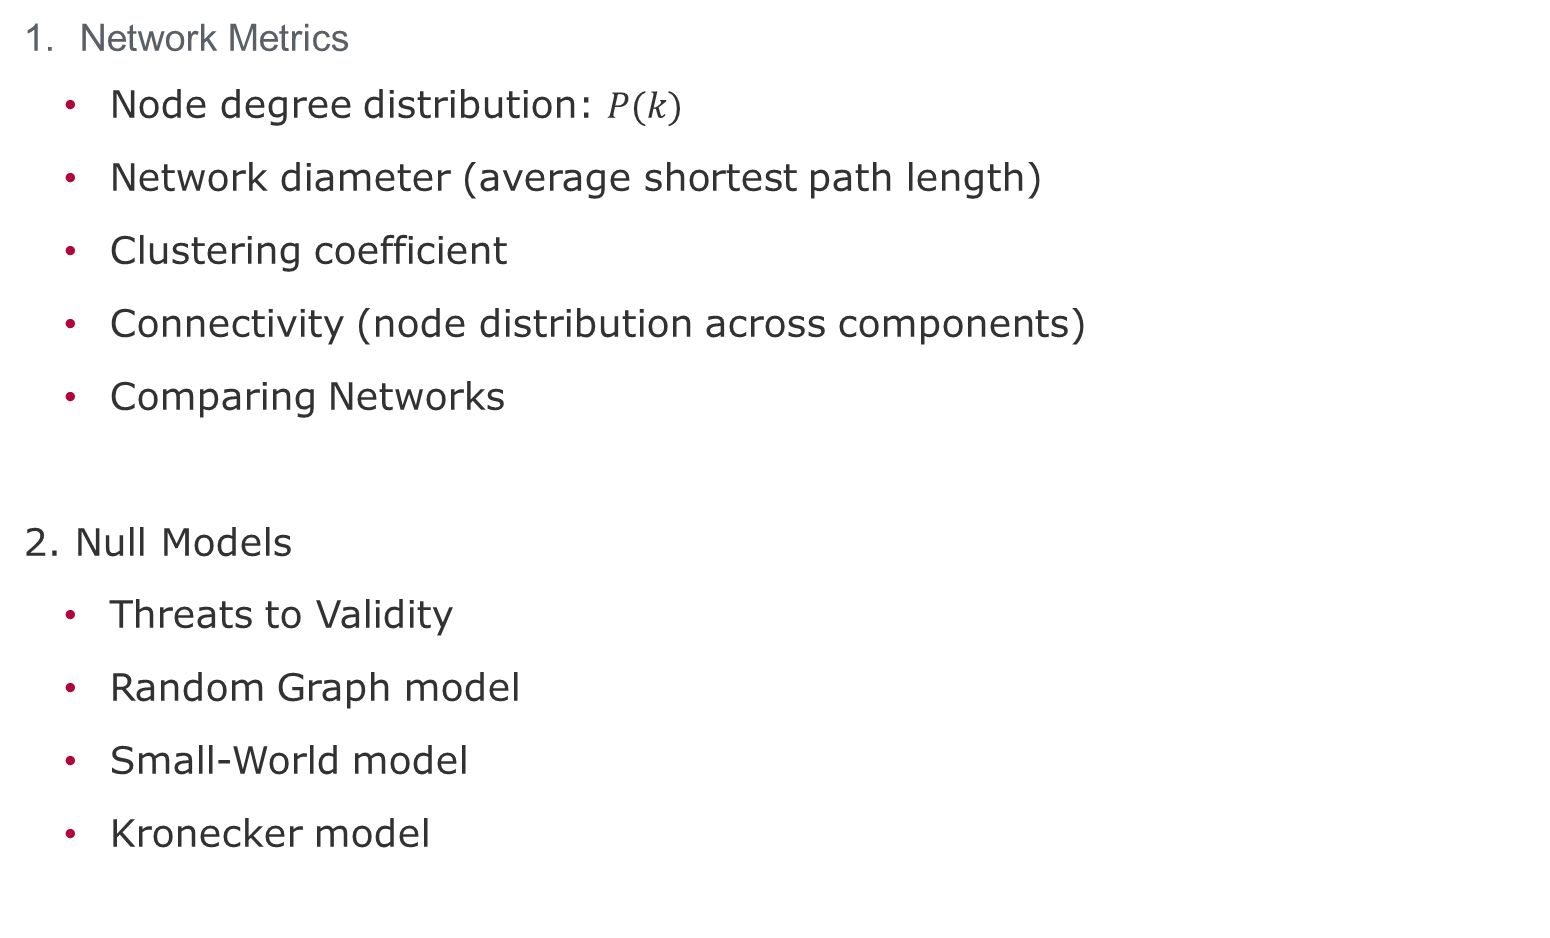 1. Network Metrics
• Node degree distribution: P(k)
• Network diameter (average shortest path length)
• Clustering coefficient
• Connectivity (node distribution across components)
• Comparing Networks
2. Null Models
• Threats to Validity
• Random Graph model
• Small-World model
• Kronecker model